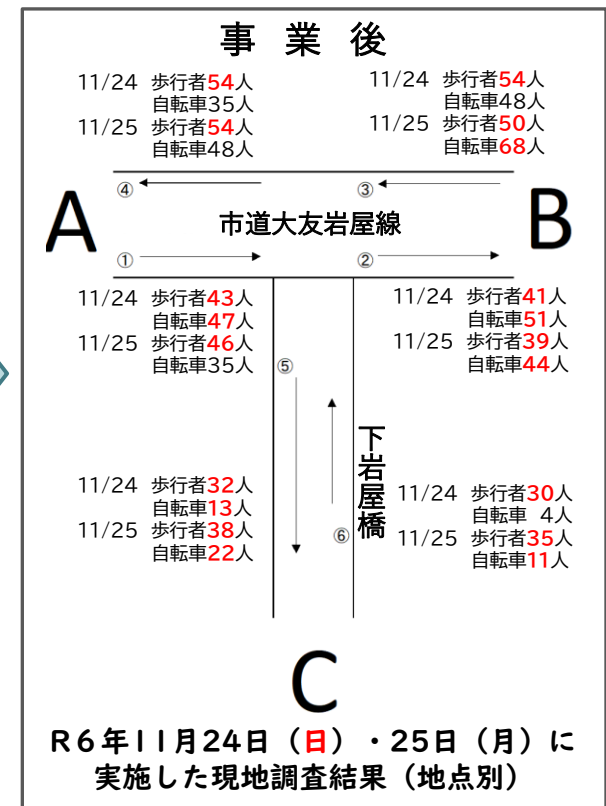 事業後
11/24 歩行者54人
自転車35人
11/25 歩行者54人
自転車48人
11/24 歩行者54人
自転車48人
11/25 歩行者50人
自転車68人
④
③
A
市道大友岩屋線
B
①
②
11/24 歩行者43人
自転車47人
11/25 歩行者46人
自転車35人
11/24 歩行者41人
自転車51人
11/25 歩行者39人
自転車44人
⑤
下岩屋橋
11/24 歩行者32人
自転車13人
11/25 歩行者38人
自転車22人
11/24 歩行者30人
自転車 4人
11/25 歩行者35人
自転車11人
⑥
C
R6年11月24日（日）・25日（月）に
実施した現地調査結果（地点別）